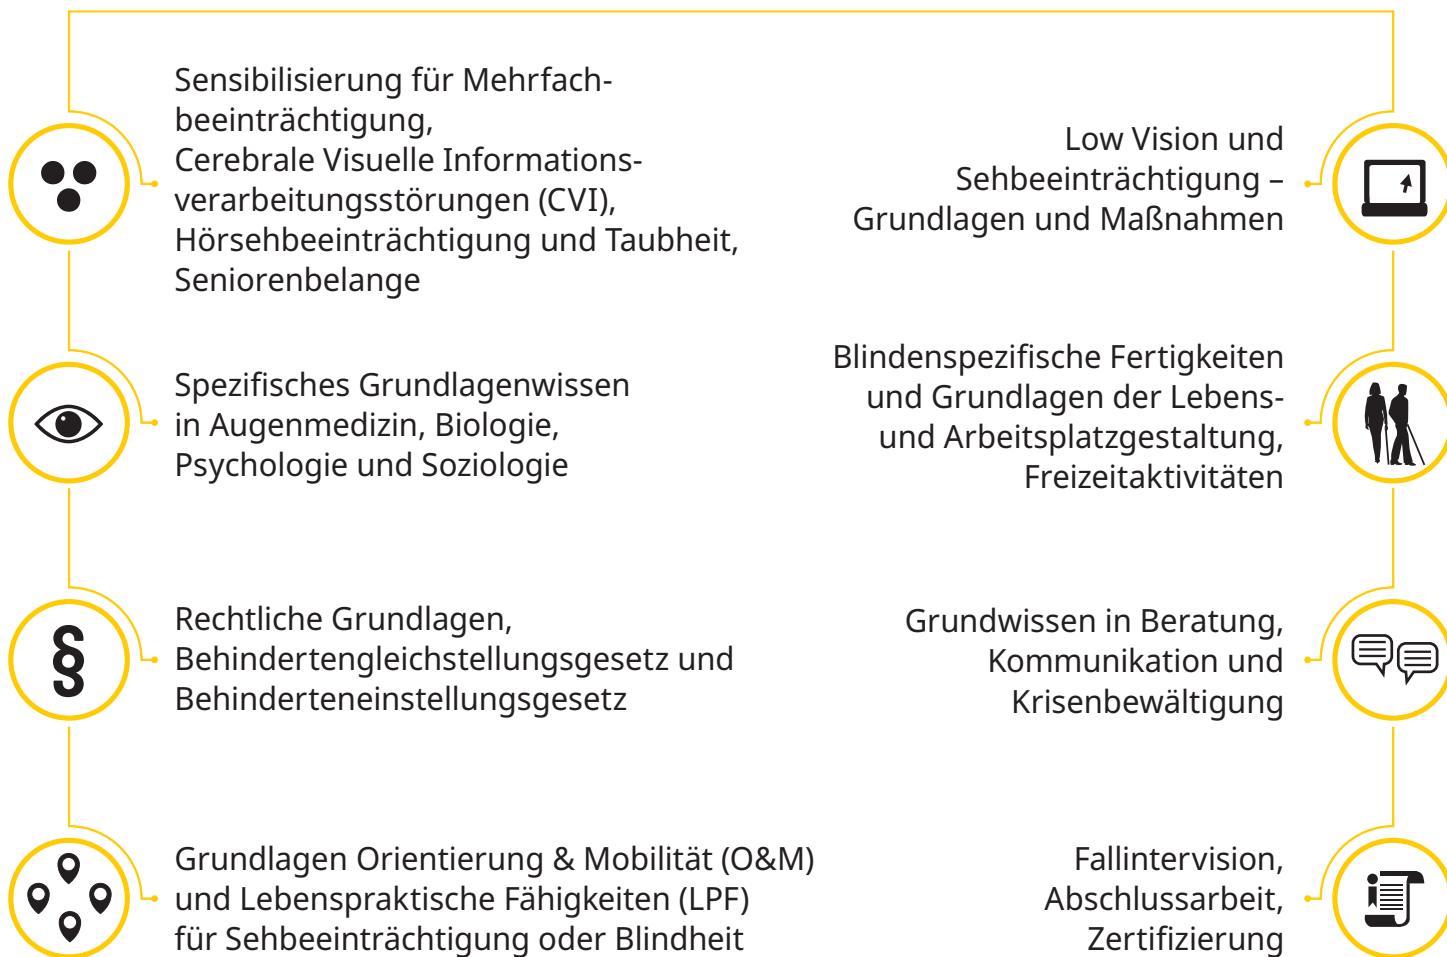 Sensibilisierung für Mehrfach-
beeinträchtigung,
Cerebrale Visuelle Informations-
verarbeitungsstörungen (CVI),
Hörsehbeeinträchtigung und Taubheit,
Seniorenbelange
Spezifisches Grundlagenwissen
in Augenmedizin, Biologie,
Psychologie und Soziologie
§
Rechtliche Grundlagen,
Behindertengleichstellungsgesetz und
Behinderteneinstellungsgesetz
Grundlagen Orientierung & Mobilität (O&M)
und Lebenspraktische Fähigkeiten (LPF)
für Sehbeeinträchtigung oder Blindheit
Low Vision und
Sehbeeinträchtigung –
Grundlagen und Maßnahmen
Blindenspezifische Fertigkeiten
und Grundlagen der Lebens-
und Arbeitsplatzgestaltung,
Freizeitaktivitäten
Grundwissen in Beratung,
Kommunikation und
Krisenbewältigung
Fallintervision,
Abschlussarbeit,
Zertifizierung